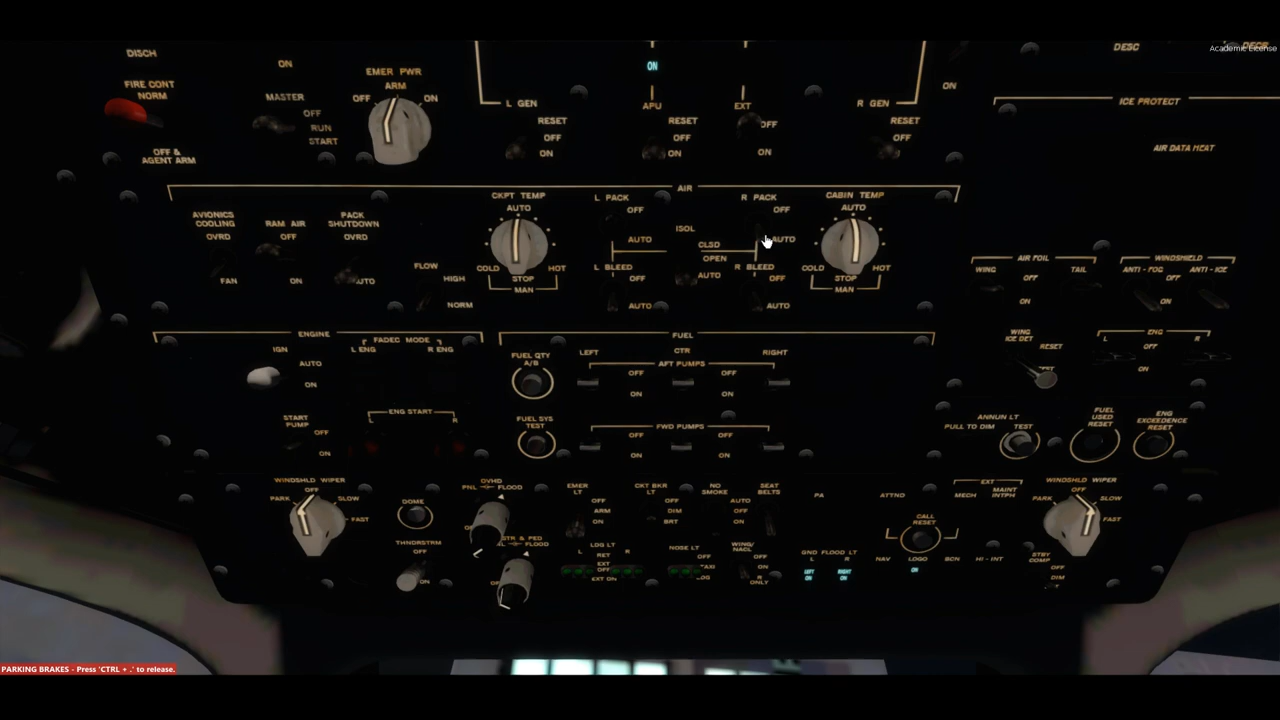 DISCH
FIRE CONT
NORM
OFF &
AGENT ARM
ON
MASTER
OFF
RUN
START
EMER PWR
ARM
OFF ON
L GEN
RESET
OFF
ON
ON
APU
RESET
OFF
ON
EXT
OFF
ON
R GEN
RESET
OFF
ON
ON
DESC
Academic License
ICE PROTECT
AIR DATA HEAT
AIR
AVIONICS
COOLING
OVRD
FAN
RAM AIR
OFF
ON
PACK
SHUTDOWN
OVRD
AUTO
FLOW
HIGH
NORM
CKPT TEMP
AUTO
COLD HOT
STOP
MAN
L PACK
OFF
AUTO
L BLEED
OFF
AUTO
ISOL
CLSD
OPEN
AUTO
R PACK
OFF
AUTO
R BLEED
OFF
AUTO
CABIN TEMP
AUTO
COLD HOT
STOP
MAN
AIR FOIL
WING OFF TAIL
ON
WINDSHIELD
ANTI-FOG OFF ANTI-ICE
ON
WING
ICE DET
RESET
TEST
ENG
L OFF R
ON
ENGINE
IGN
AUTO
ON
FADEC MODE
L ENG R ENG
START
PUMP
OFF
ON
ENG START
L R
FUEL
FUEL QTY
A/B
LEFT CTR RIGHT
AFT PUMPS
OFF OFF
ON ON
FUEL SYS
TEST
FWD PUMPS
OFF OFF
ON ON
ANNUN LT
PULL TO DIM TEST
FUEL
USED
RESET
ENG
EXCEEDENCE
RESET
WINDSHLD WIPER
OFF
PARK SLOW
FAST
DOME
THNDRSTRM
OFF
ON
OVHD
PNL FLOOD
& PED
FLOOD
EMER
LT
OFF
ARM
ON
CKT BKR
LT
OFF
DIM
BRT
NO
SMOKE
AUTO
OFF
ON
SEAT
BELTS
LDG LT
L RET R
EXT
OFF
EXT ON
NOSE LT
OFF
WING/
NACL
OFF
ON
R
ONLY
PA
ATTND
EXT
MECH MAINT
INTPH
CALL
RESET
GND FLOOD LT
L R
LEFT
ON
RIGHT
ON
NAV LOGO BCN HI-INT
ON
WINDSHLD WIPER
OFF
PARK SLOW
FAST
STBY
COMP
OFF
DIM
PARKING BRAKES - Press 'CTRL + .' to release.